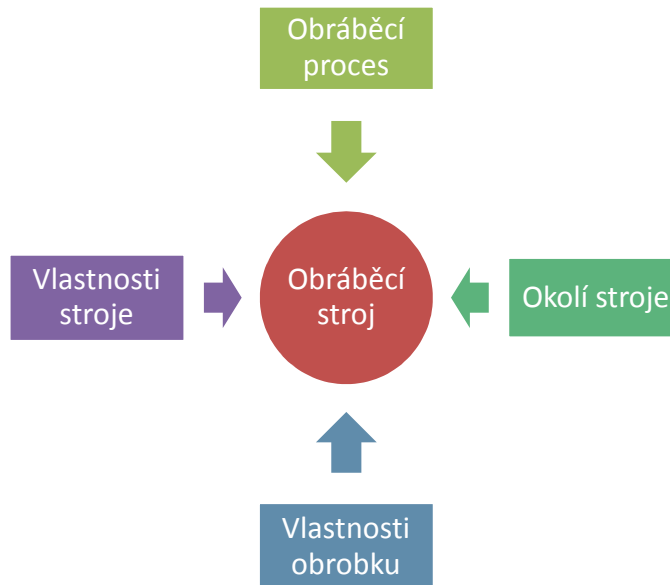 Obráběcí
proces
Vlastnosti
stroje
Obráběcí
stroj
Okolí stroje
Vlastnosti
obrobku